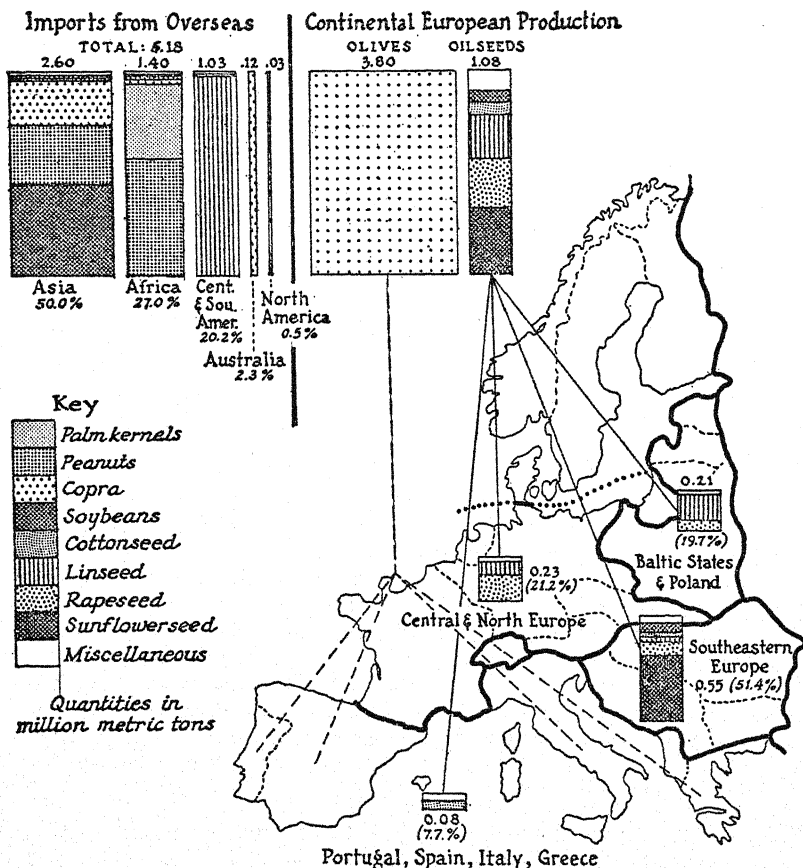 Imports from Overseas
TOTAL: 5.18
2.60 1.40 1.03 .12 .03
Asia
50.0%
Africa
27.0%
Cent.
& Sou.
Amer.
20.2%
Australia
2.3%
North
America
0.5%
Continental European Production
OLIVES OILSEEDS
3.80 1.08
Key
Palm kernels
Peanuts
Copra
Soybeans
Cottonseed
Linseed
Rapeseed
Sunflowerseed
Miscellaneous
Quantities in
million metric tons
0.21
(19.7%)
Baltic States
& Poland
0.23
(21.2%)
Central & North Europe
Southeastern
Europe
0.55 (51.4%)
0.08
(7.7%)
Portugal, Spain, Italy, Greece